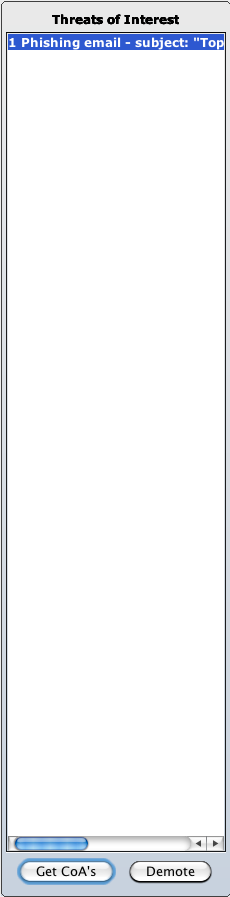 Threats of Interest
1 Phishing email - subject: "Top
Get CoA's
Demote